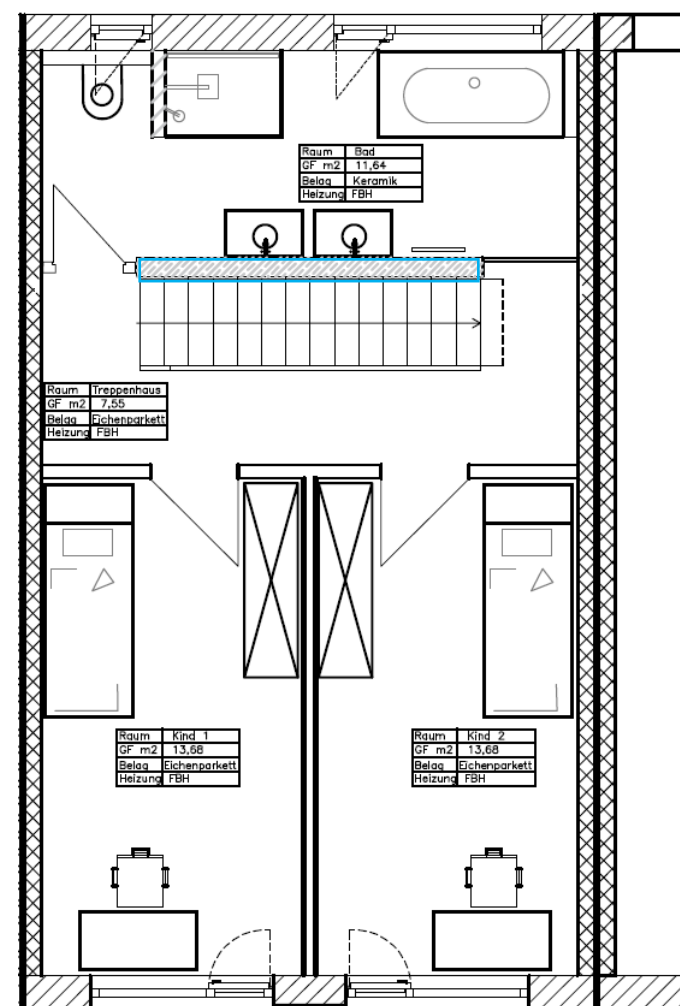 Raum Bad
GF m2 11,64
Belag Keramik
Heizung FBH
Raum Treppenhaus
GF m2 7,55
Belag Eichenparkett
Heizung FBH
Raum Kind 1
GF m2 13,68
Belag Eichenparkett
Heizung FBH
Raum Kind 2
GF m2 13,68
Belag Eichenparkett
Heizung FBH